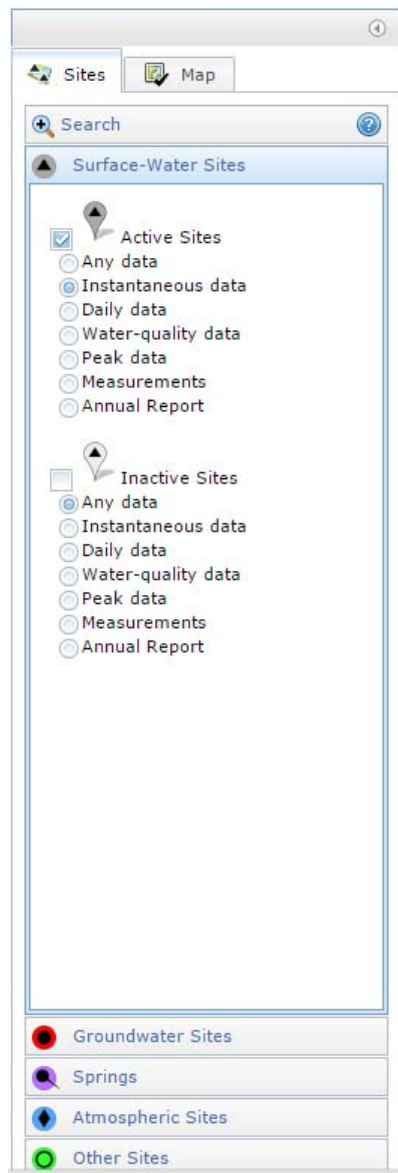 Sites Map
Search
Surface-Water Sites
Active Sites
Any data
Instantaneous data
Daily data
Water-quality data
Peak data
Measurements
Annual Report
Inactive Sites
Any data
Instantaneous data
Daily data
Water-quality data
Peak data
Measurements
Annual Report
Groundwater Sites
Springs
Atmospheric Sites
Other Sites